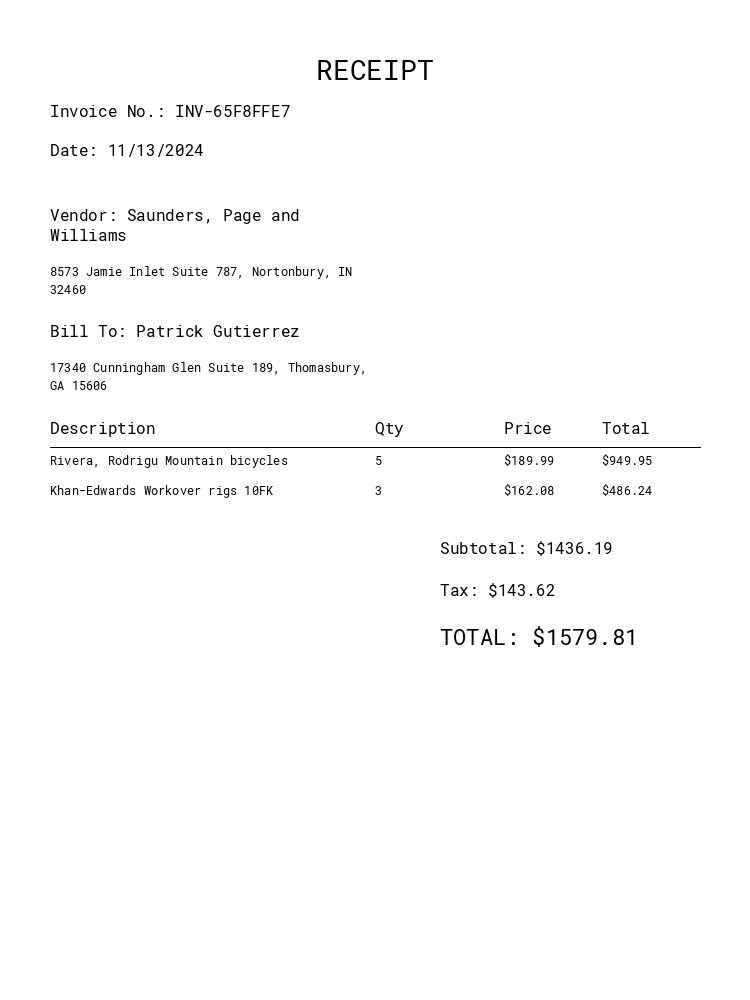 RECEIPT
Invoice No.: INV-65F8FFE7
Date: 11/13/2024
Vendor: Saunders, Page and
Williams
8573 Jamie Inlet Suite 787, Nortonbury, IN
32460
Bill To: Patrick Gutierrez
17340 Cunningham Glen Suite 189, Thomasbury,
GA 15606
Description Qty Price Total
Rivera, Rodrigu Mountain bicycles 5 $189.99 $949.95
Khan-Edwards Workover rigs 10FK 3 $162.08 $486.24
Subtotal: $1436.19
Tax: $143.62
TOTAL: $1579.81